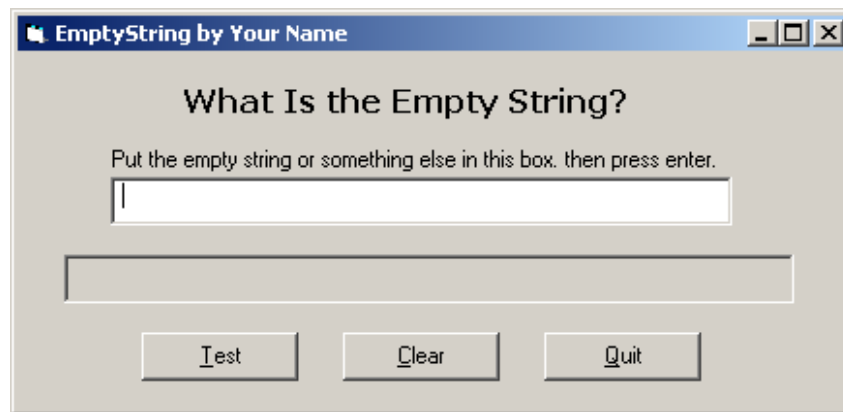 EmptyString by Your Name
What Is the Empty String?
Put the empty string or something else in this box. then press enter.
Test Clear Quit